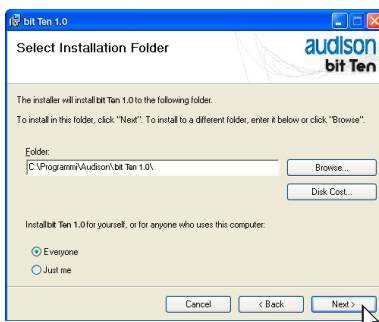 bit Ten 1.0
Select Installation Folder
audison
bit Ten
The installer will install bit Ten 1.0 to the following folder.
To install in this folder, click "Next". To install to a different folder, enter it below or click "Browse".
Folder:
C:\Programmi\Audison\bit Ten 1.0\
Browse...
Disk Cost...
Install bit Ten 1.0 for yourself, or for anyone who uses this computer:
Everyone
Just me
Cancel
< Back
Next >